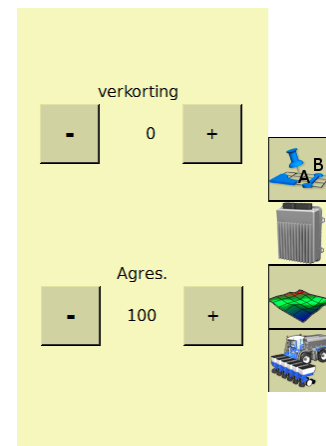 verkorting
- 0 +
A B
Agres.
- 100 +